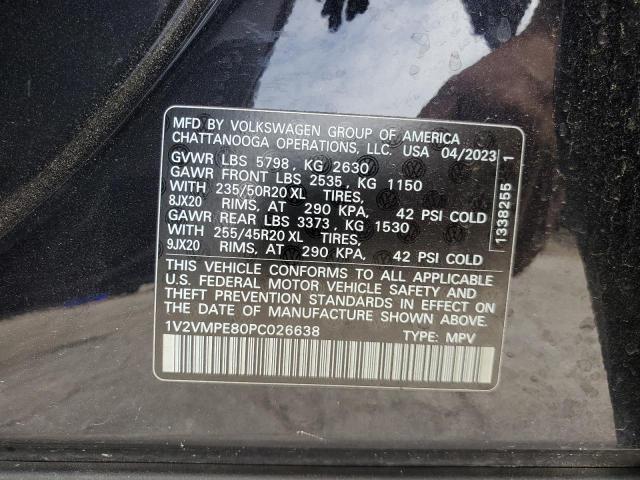 MFD BY VOLKSWAGEN GROUP OF AMERICA
CHATTANOOGA OPERATIONS, LLC. USA 04/2023
GVWR LBS 5798, KG 2630
GAWR FRONT LBS 2535, KG 1150
WITH 235/50R20 XL TIRES,
8JX20 RIMS, AT 290 KPA, 42 PSI COLD
GAWR REAR LBS 3373, KG 1530
WITH 255/45R20 XL TIRES,
9JX20 RIMS, AT 290 KPA, 42 PSI COLD
THIS VEHICLE CONFORMS TO ALL APPLICABLE
U.S. FEDERAL MOTOR VEHICLE SAFETY AND
THEFT PREVENTION STANDARDS IN EFFECT ON
THE DATE OF MANUFACTURE SHOWN ABOVE.
1V2VMPE80PC026638 TYPE: MPV
1338255 1